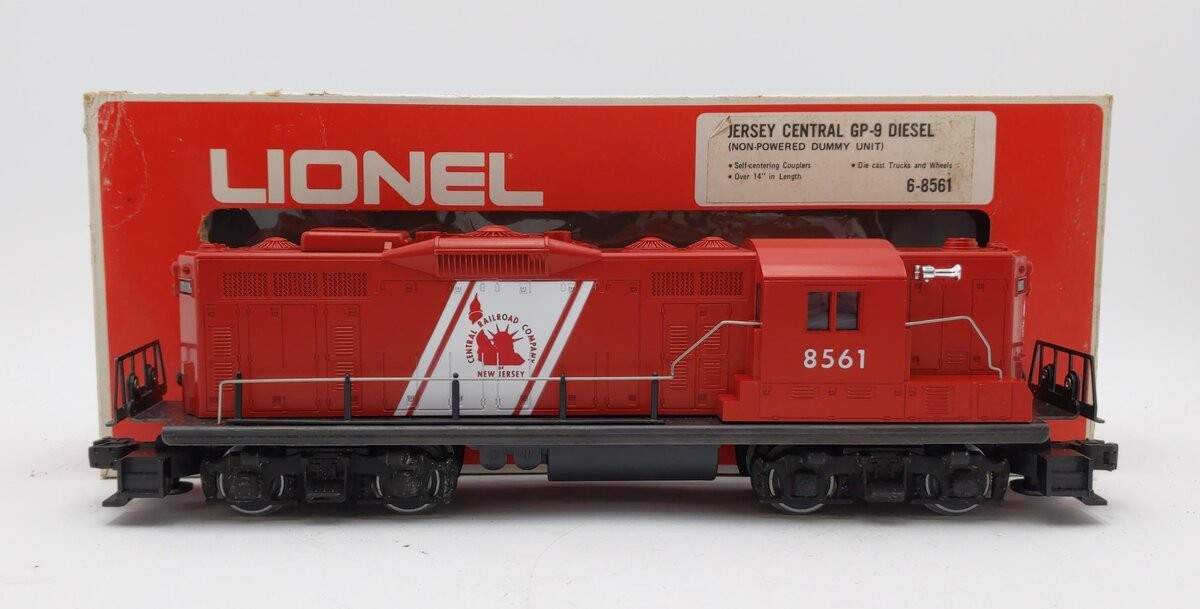 LIONEL
JERSEY CENTRAL GP-9 DIESEL
(NON-POWERED DUMMY UNIT)
• Self-centering Couplers
• Die cast Trucks and Wheels
• Over 14" in Length
6-8561
CENTRAL RAILROAD COMPANY
OF
NEW JERSEY
8561